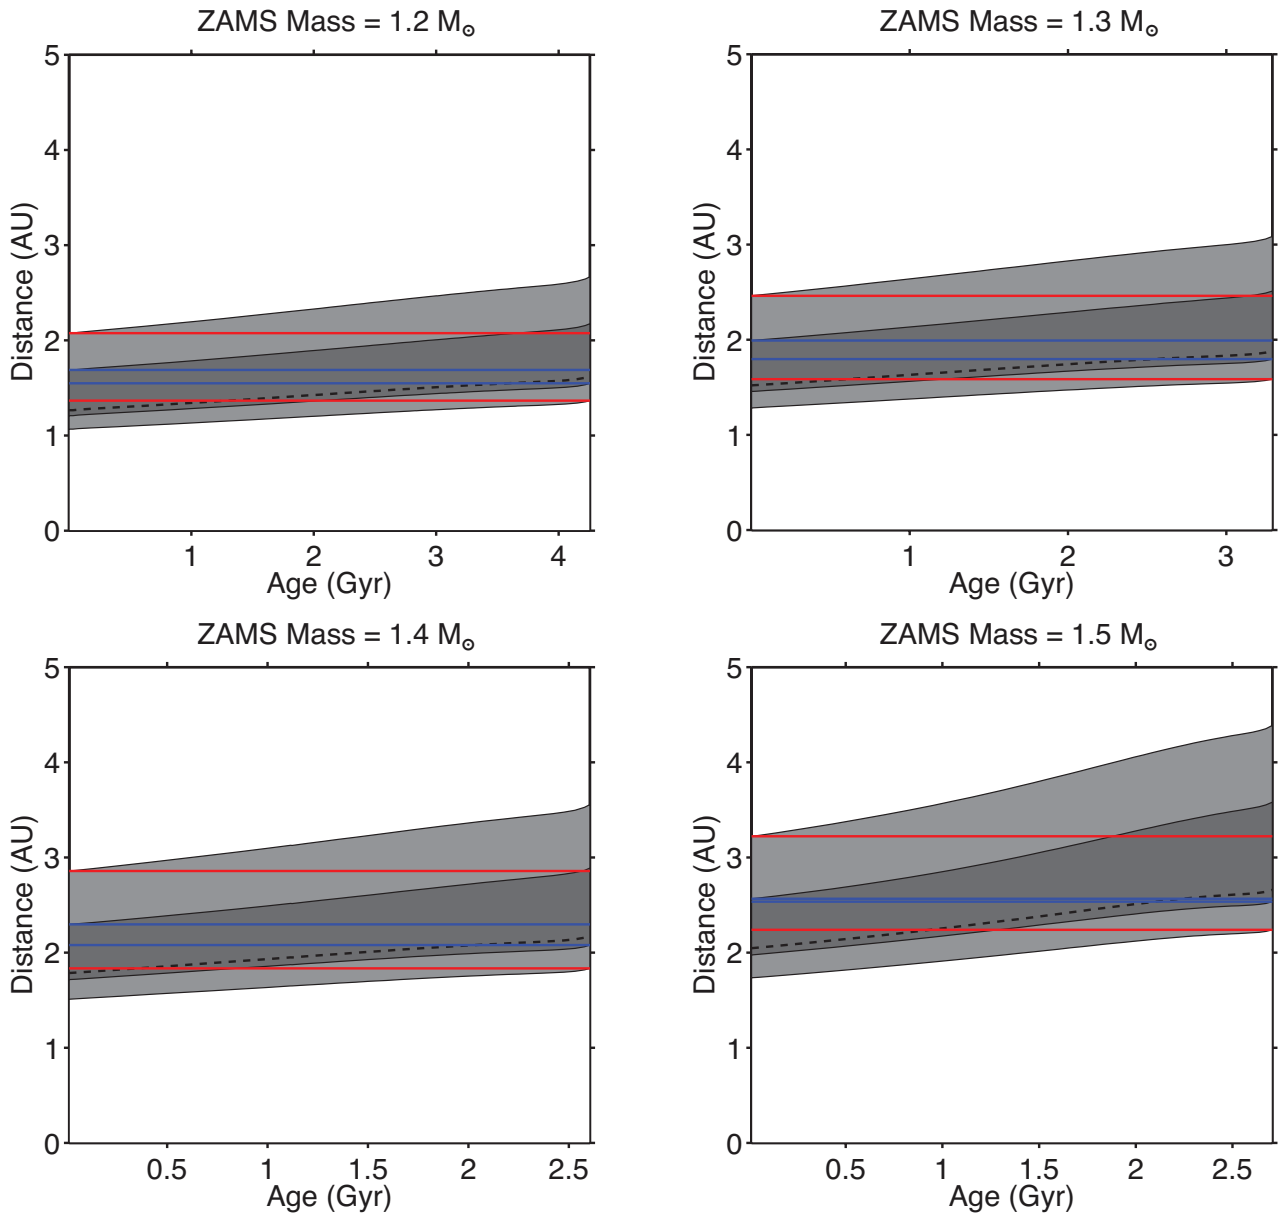 ZAMS Mass = 1.2 M☉
5
4
3
2
1
0
Distance (AU)
1 2 3 4
Age (Gyr)
ZAMS Mass = 1.3 M☉
5
4
3
2
1
0
Distance (AU)
1 2 3
Age (Gyr)
ZAMS Mass = 1.4 M☉
5
4
3
2
1
0
Distance (AU)
0.5 1 1.5 2 2.5
Age (Gyr)
ZAMS Mass = 1.5 M☉
5
4
3
2
1
0
Distance (AU)
0.5 1 1.5 2 2.5
Age (Gyr)